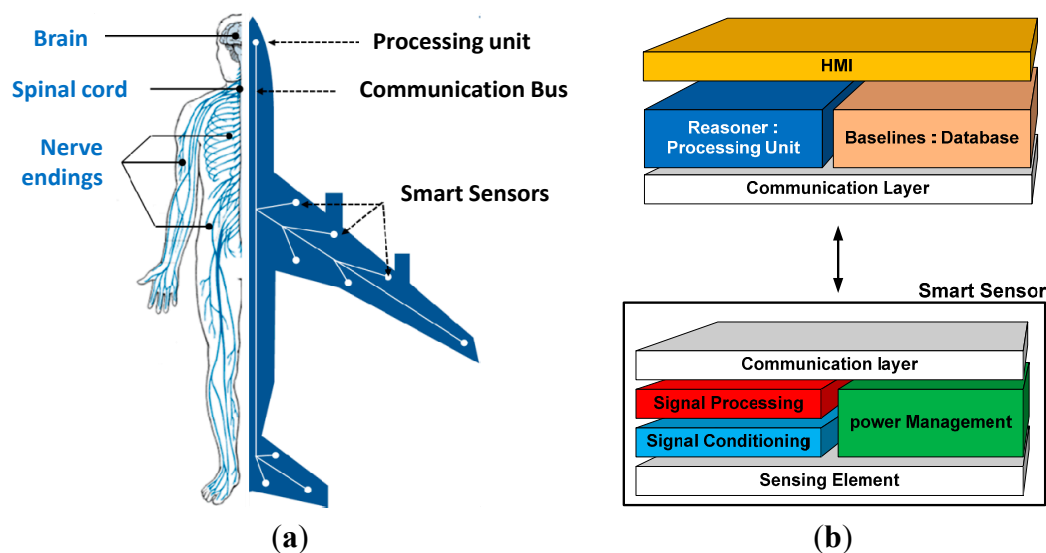 Brain
Processing unit
Spinal cord
Communication Bus
Nerve
endings
Smart Sensors
(a)
HMI
Reasoner :
Processing Unit
Baselines : Database
Communication Layer
Smart Sensor
Communication layer
Signal Processing
Signal Conditioning
power Management
Sensing Element
(b)